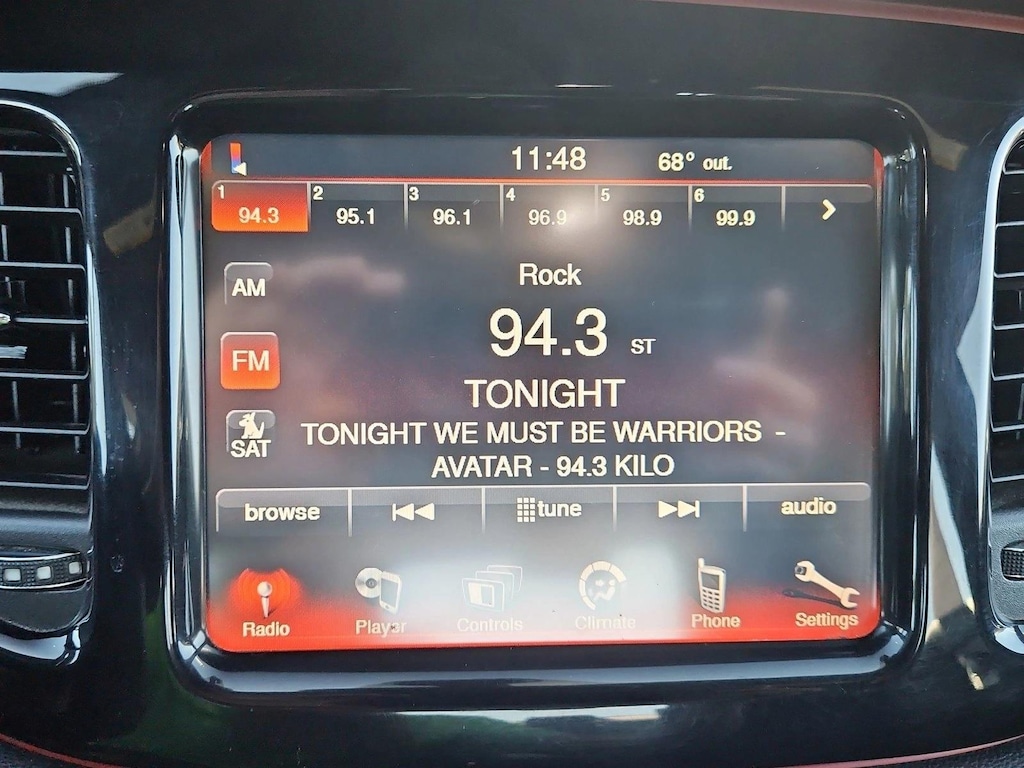 11:48 68° out.
1 94.3 2 95.1 3 96.1 4 96.9 5 98.9 6 99.9
AM
Rock
94.3 ST
FM
TONIGHT
SAT
TONIGHT WE MUST BE WARRIORS -
AVATAR - 94.3 KILO
browse tune audio
Radio Player Controls Climate Phone Settings